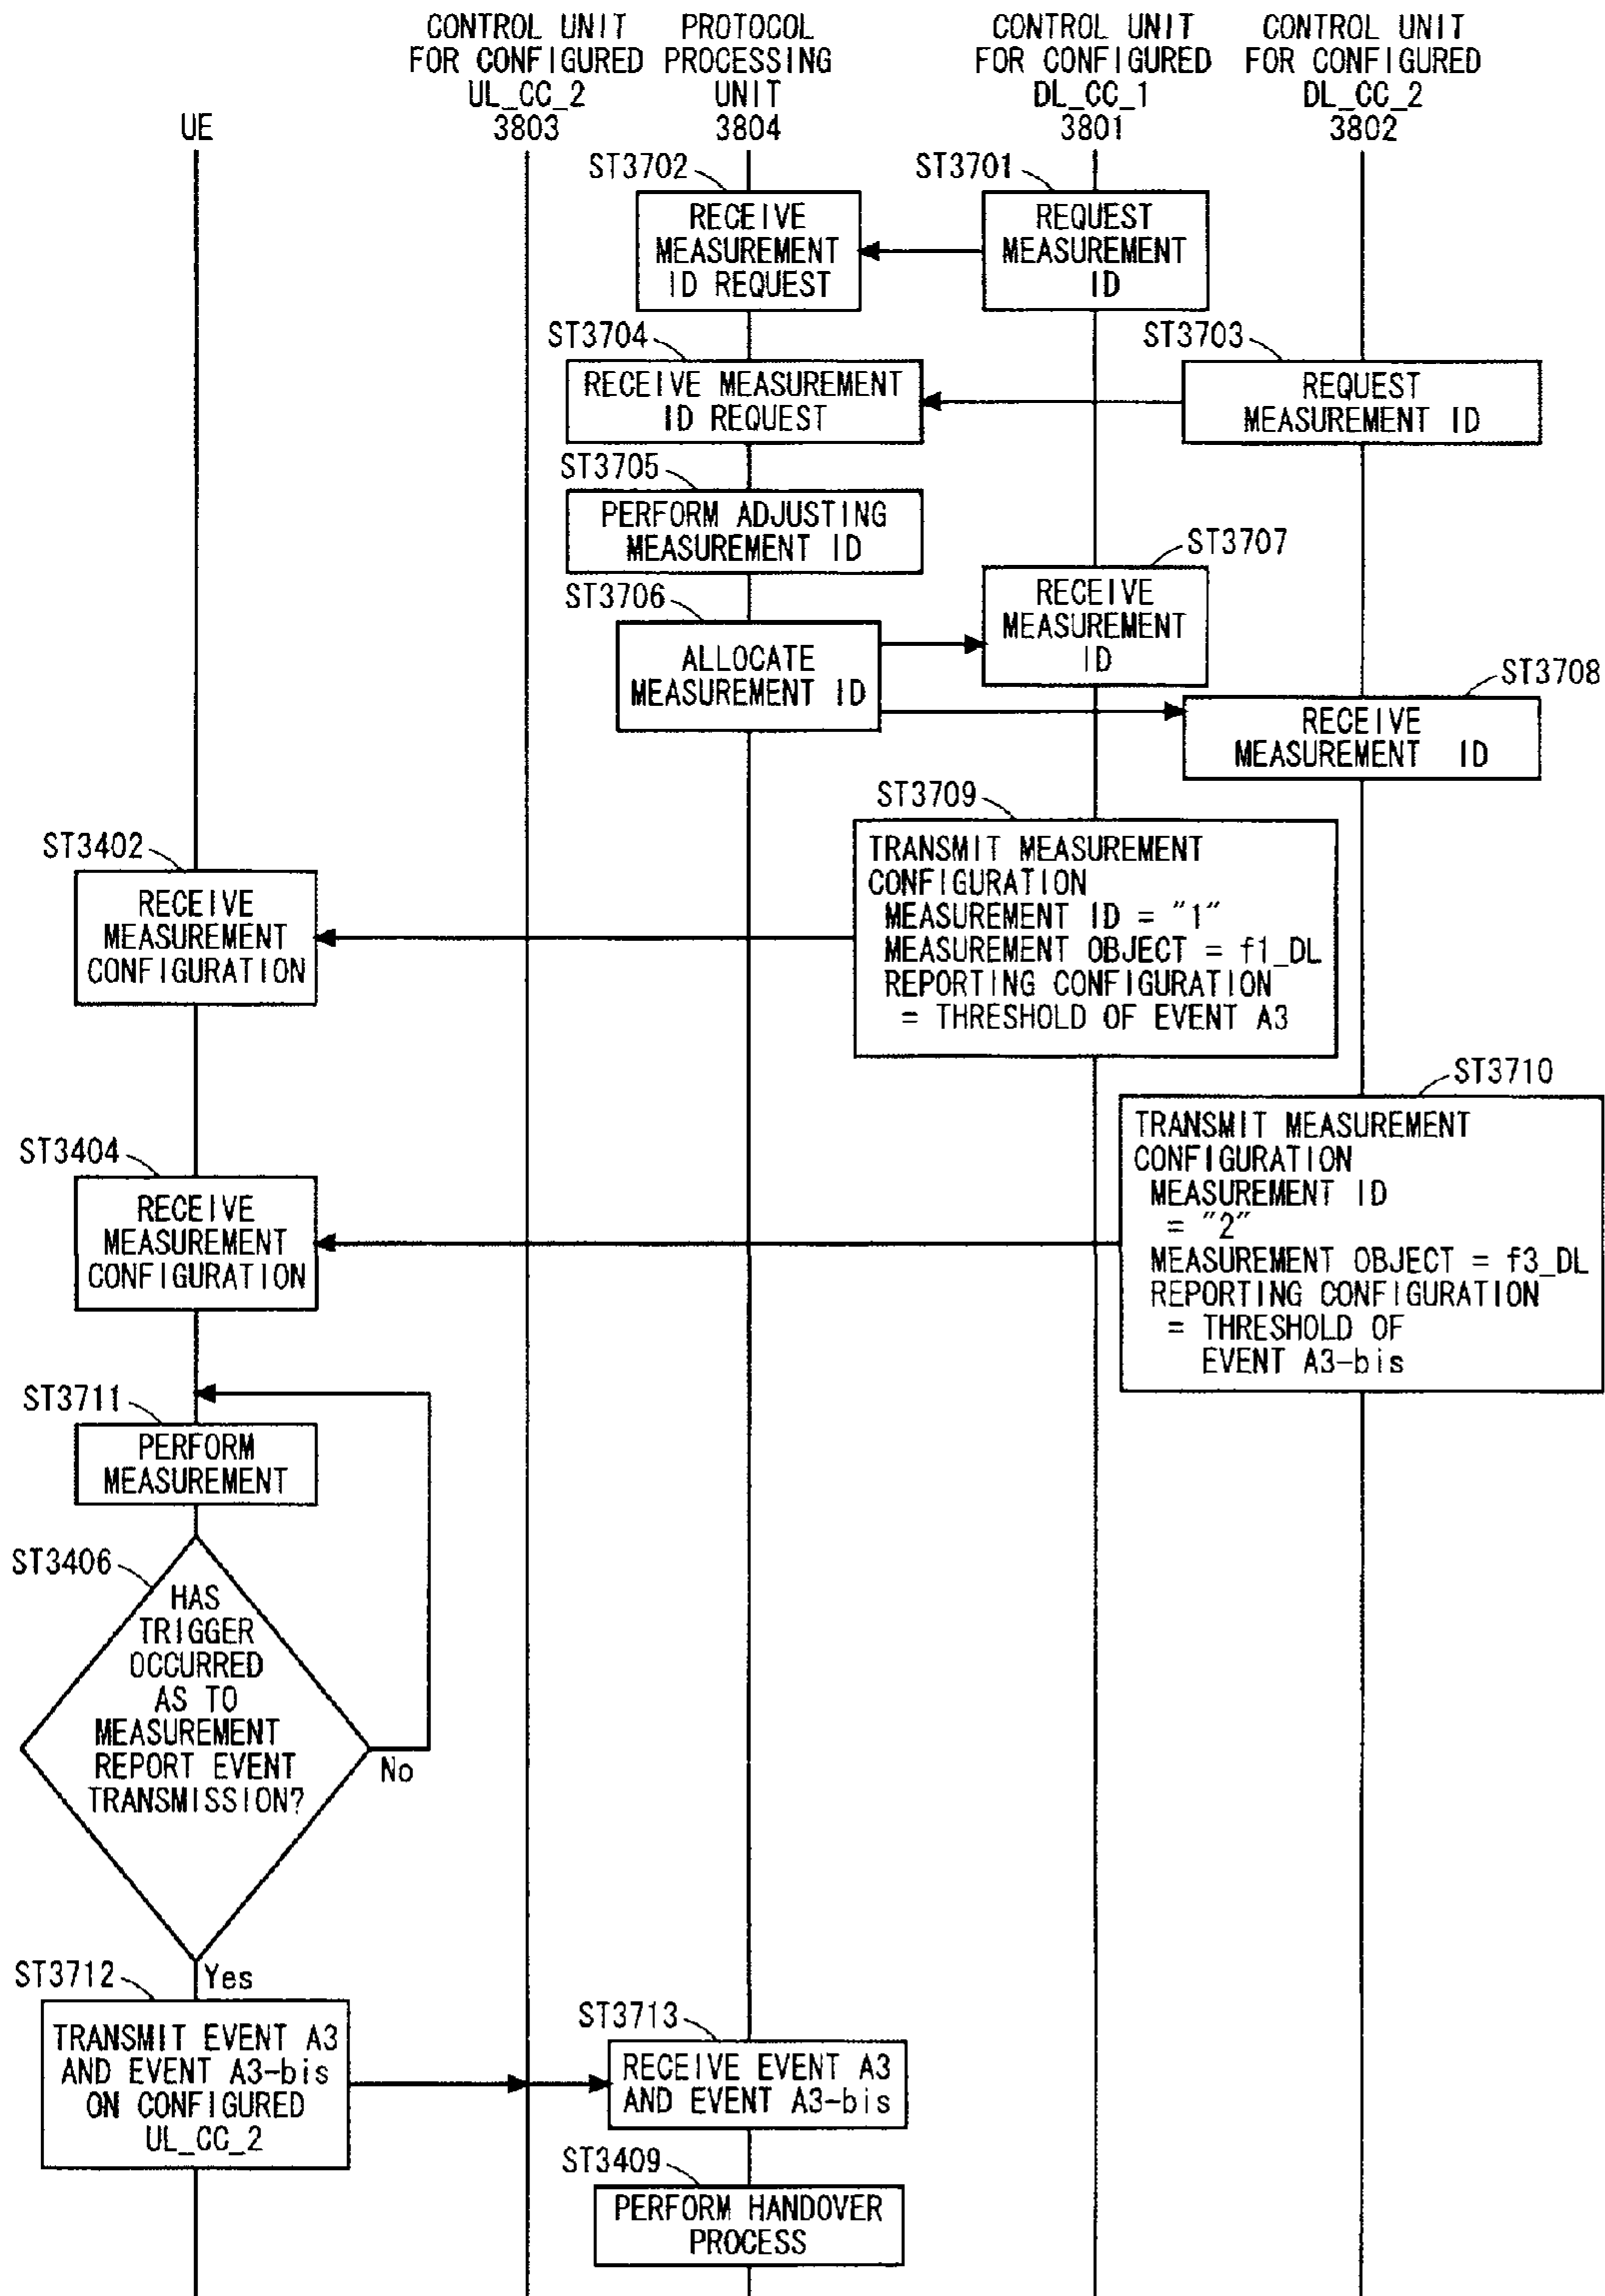 UE
CONTROL UNIT
FOR CONFIGURED
UL_CC_2
3803
PROTOCOL
PROCESSING
UNIT
3804
CONTROL UNIT
FOR CONFIGURED
DL_CC_1
3801
CONTROL UNIT
FOR CONFIGURED
DL_CC_2
3802
ST3702
RECEIVE
MEASUREMENT
ID REQUEST
ST3701
REQUEST
MEASUREMENT
ID
ST3704
RECEIVE MEASUREMENT
ID REQUEST
ST3703
REQUEST
MEASUREMENT ID
ST3705
PERFORM ADJUSTING
MEASUREMENT ID
ST3706
ALLOCATE
MEASUREMENT ID
ST3707
RECEIVE
MEASUREMENT
ID
ST3708
RECEIVE
MEASUREMENT ID
ST3709
TRANSMIT MEASUREMENT
CONFIGURATION
MEASUREMENT ID = "1"
MEASUREMENT OBJECT = f1_DL
REPORTING CONFIGURATION
= THRESHOLD OF EVENT A3
ST3402
RECEIVE
MEASUREMENT
CONFIGURATION
ST3710
TRANSMIT MEASUREMENT
CONFIGURATION
MEASUREMENT ID
= "2"
MEASUREMENT OBJECT = f3_DL
REPORTING CONFIGURATION
= THRESHOLD OF
EVENT A3-bis
ST3404
RECEIVE
MEASUREMENT
CONFIGURATION
ST3711
PERFORM
MEASUREMENT
ST3406
HAS
TRIGGER
OCCURRED
AS TO
MEASUREMENT
REPORT EVENT
TRANSMISSION?
No
Yes
ST3712
TRANSMIT EVENT A3
AND EVENT A3-bis
ON CONFIGURED
UL_CC_2
ST3713
RECEIVE EVENT A3
AND EVENT A3-bis
ST3409
PERFORM HANDOVER
PROCESS